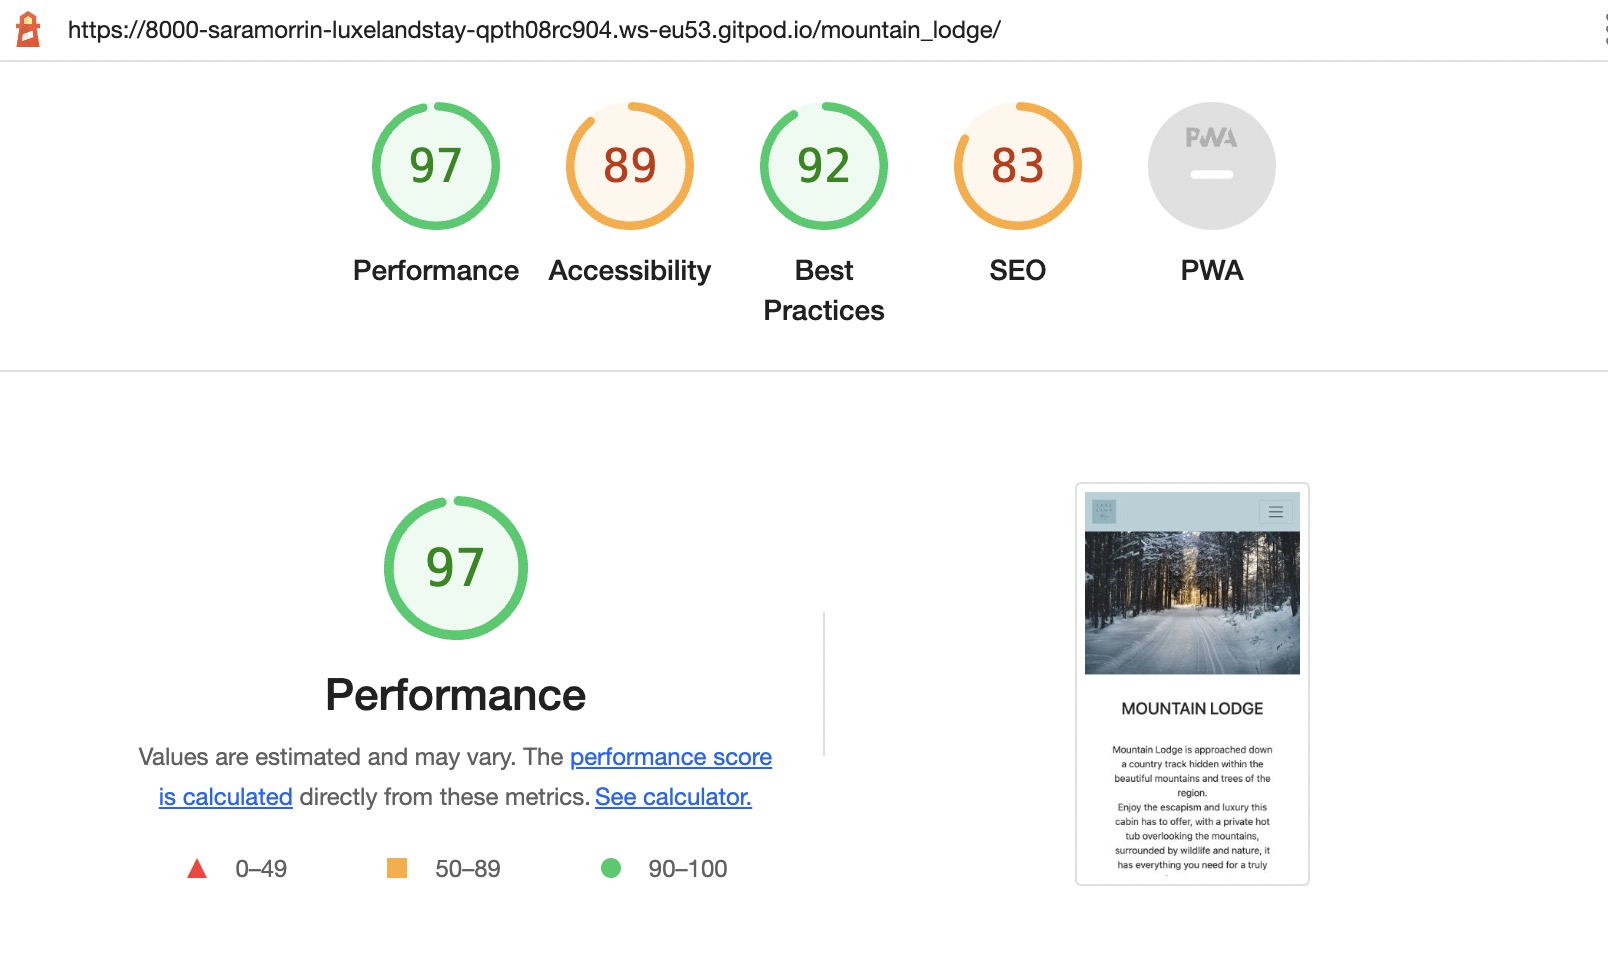 https://8000-saramorrin-luxelandstay-qpth08rc904.ws-eu53.gitpod.io/mountain_lodge/
97
89
92
83
PWA
Performance
Accessibility
Best
Practices
SEO
PWA
97
Performance
Values are estimated and may vary. The performance score
is calculated directly from these metrics. See calculator.
0–49
50–89
90–100
MOUNTAIN LODGE
Mountain Lodge is approached down
a country track hidden within the
beautiful mountains and trees of the
region.
Enjoy the escapism and luxury this
cabin has to offer, with a private hot
tub overlooking the mountains,
surrounded by wildlife and nature, it
has everything you need for a truly